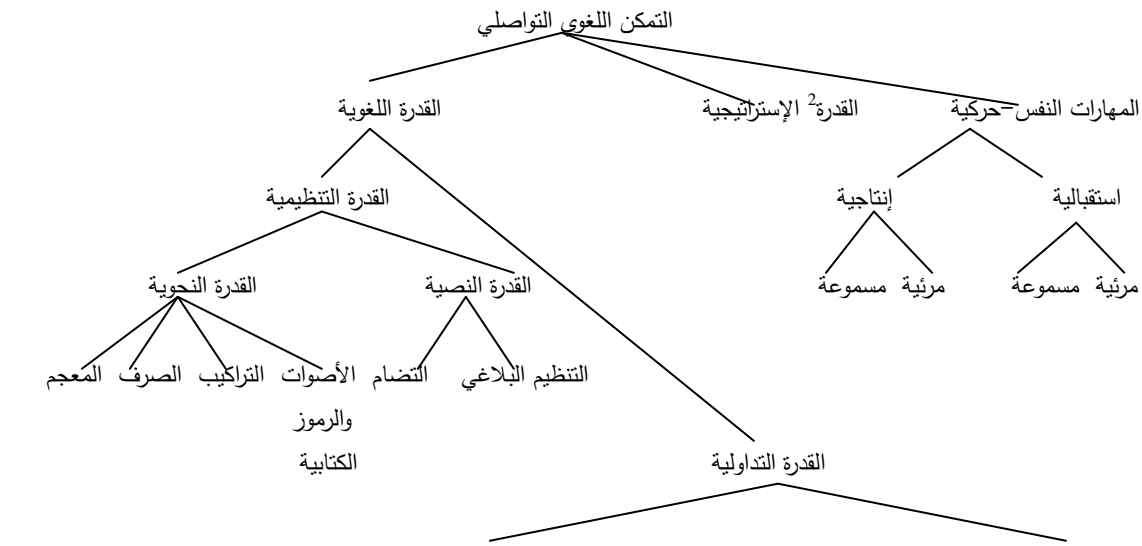 التمكن اللغوي التواصلي
المهارات النفس-حركية القدرة2 الإستراتيجية القدرة اللغوية
استقبالية إنتاجية القدرة التنظيمية
مرئية مسموعة مرئية مسموعة القدرة النصية القدرة النحوية
التنظيم البلاغي التضام الأصوات التراكيب الصرف المعجم
والرموز
الكتابية
القدرة التداولية